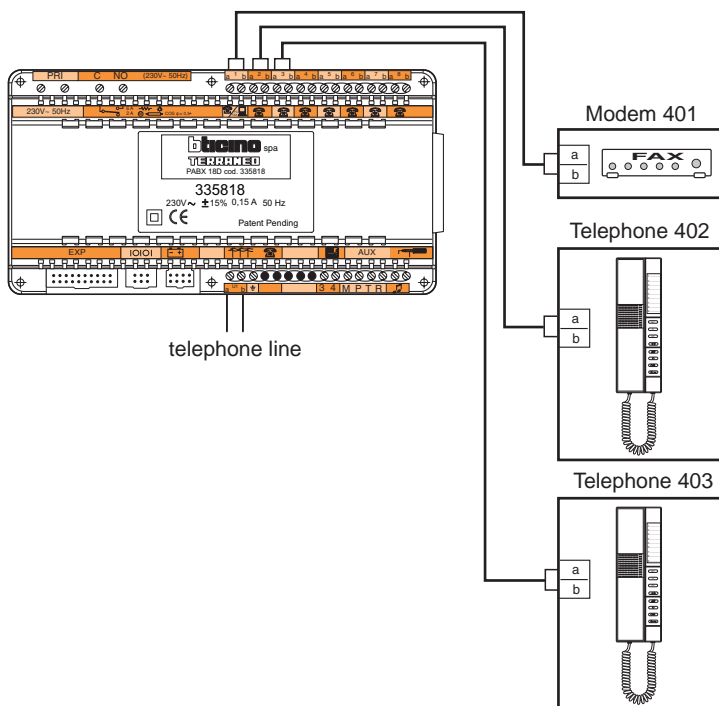 a 1 b a 2 b a 3 b a 4 b a 5 b a 6 b a 7 b a 8 b
PRI C NO (230V~ 50Hz)
230V~ 50Hz
bticino spa
TERRANEO
PABX 18D cod. 335818
335818
230V~ ±15% 0,15 A 50 Hz
CE
Patent Pending
EXP IOIOI AUX
a b 3 4 M P T R
telephone line
Modem 401
a
b
FAX
Telephone 402
a
b
Telephone 403
a
b